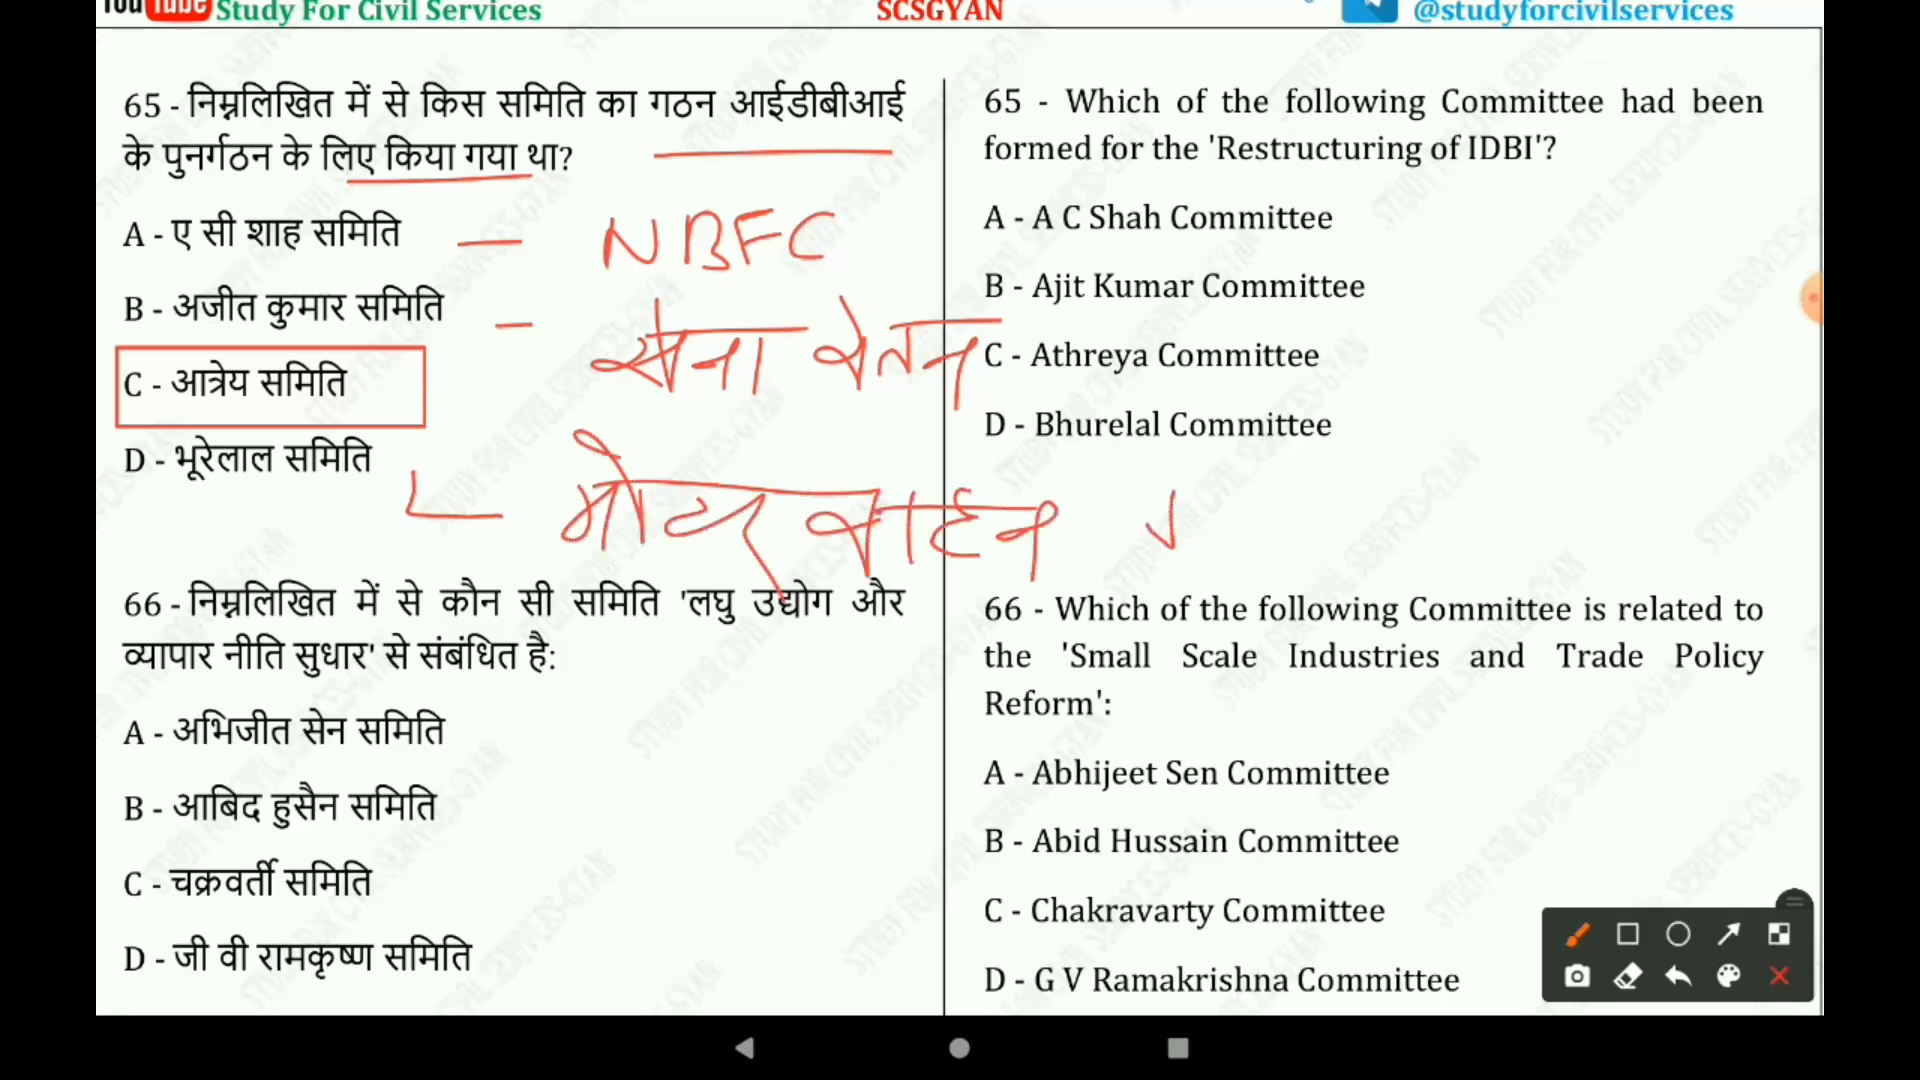 YouTube Study For Civil Services
SCSGYAN
@studyforcivilservices
65 - निम्नलिखित में से किस समिति का गठन आईडीबीआई
के पुनर्गठन के लिए किया गया था?
A - ए सी शाह समिति
NBFC
B - अजीत कुमार समिति
सेना वेतन
C - आत्रेय समिति
D - भूरेलाल समिति
मोटर वाहन
66 - निम्नलिखित में से कौन सी समिति 'लघु उद्योग और
व्यापार नीति सुधार' से संबंधित है:
A - अभिजीत सेन समिति
B - आबिद हुसैन समिति
C - चक्रवर्ती समिति
D - जी वी रामकृष्ण समिति
65 - Which of the following Committee had been
formed for the 'Restructuring of IDBI'?
A - A C Shah Committee
B - Ajit Kumar Committee
C - Athreya Committee
D - Bhurelal Committee
66 - Which of the following Committee is related to
the 'Small Scale Industries and Trade Policy
Reform':
A - Abhijeet Sen Committee
B - Abid Hussain Committee
C - Chakravarty Committee
D - G V Ramakrishna Committee